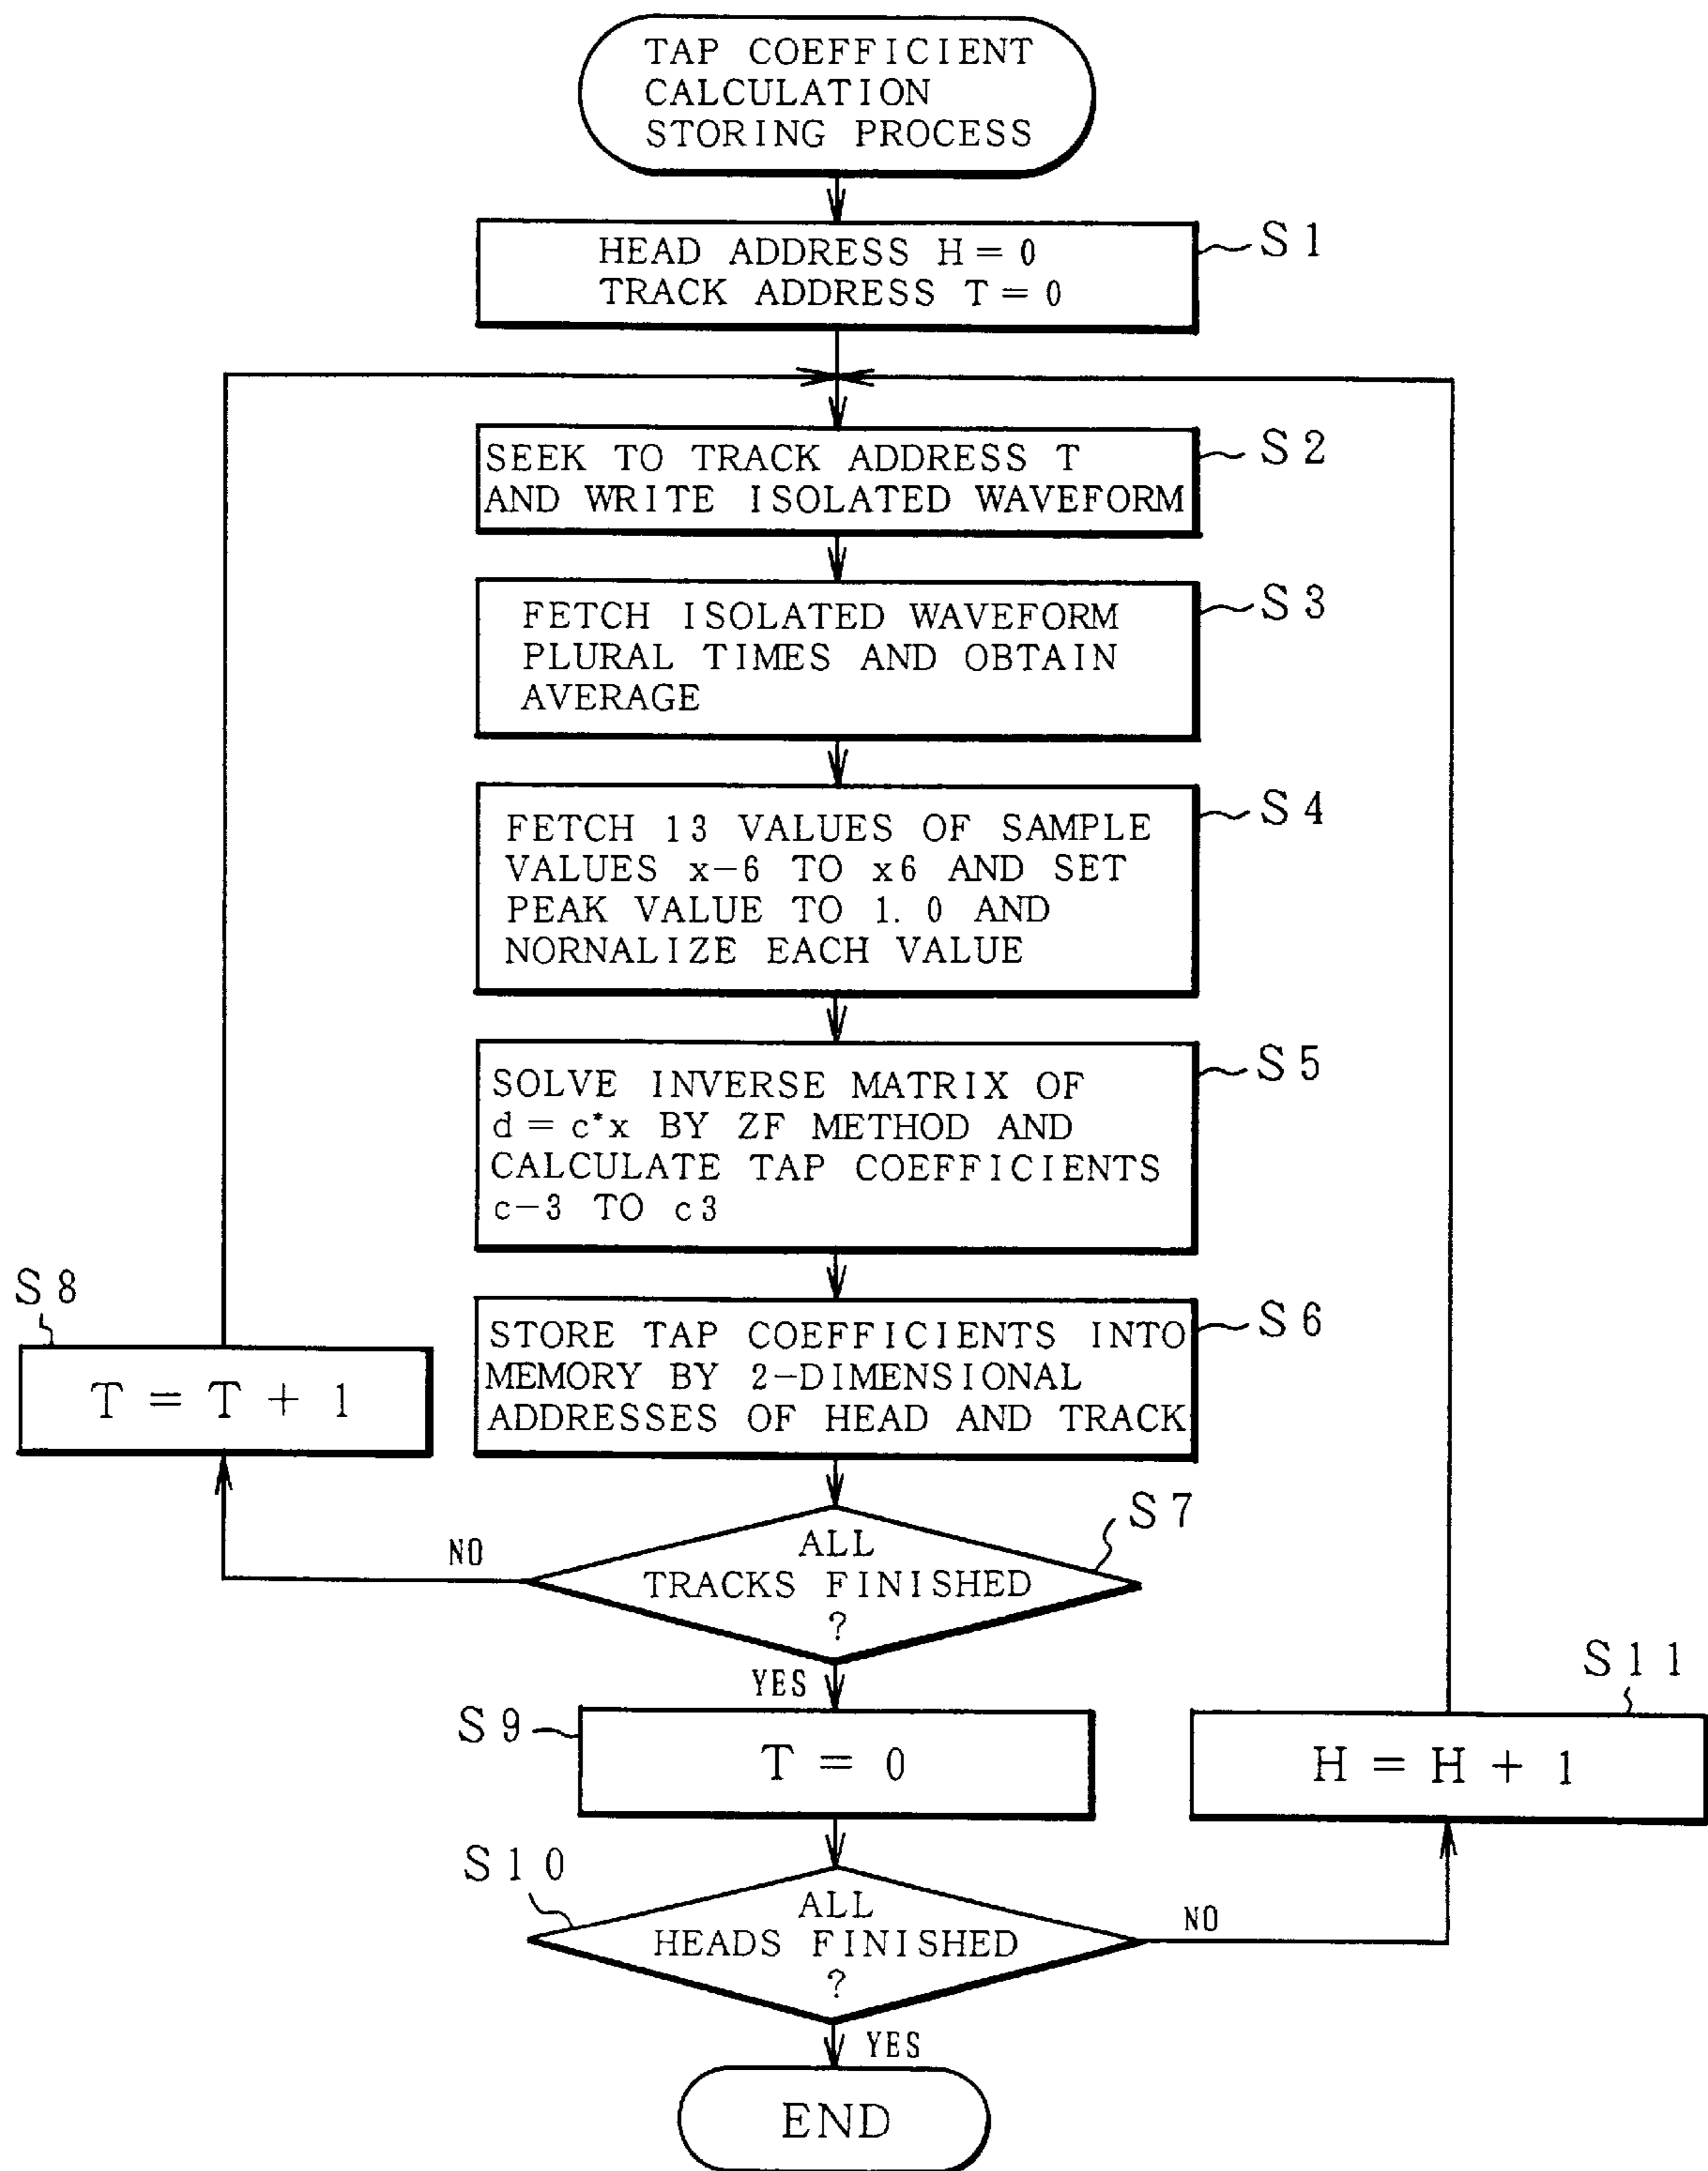 TAP COEFFICIENT
CALCULATION
STORING PROCESS
HEAD ADDRESS H = 0
TRACK ADDRESS T = 0
S1
SEEK TO TRACK ADDRESS T
AND WRITE ISOLATED WAVEFORM
S2
FETCH ISOLATED WAVEFORM
PLURAL TIMES AND OBTAIN
AVERAGE
S3
FETCH 13 VALUES OF SAMPLE
VALUES x-6 TO x6 AND SET
PEAK VALUE TO 1.0 AND
NORNALIZE EACH VALUE
S4
SOLVE INVERSE MATRIX OF
d = c*x BY ZF METHOD AND
CALCULATE TAP COEFFICIENTS
c-3 TO c3
S5
STORE TAP COEFFICIENTS INTO
MEMORY BY 2-DIMENSIONAL
ADDRESSES OF HEAD AND TRACK
S6
S8
T = T + 1
ALL
TRACKS FINISHED
?
S7
NO
YES
S9
T = 0
S11
H = H + 1
S10
ALL
HEADS FINISHED
?
NO
YES
END